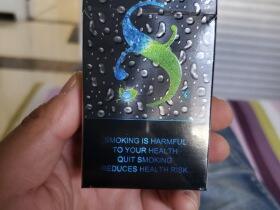 SMOKING IS HARMFUL
TO YOUR HEALTH
QUIT SMOKING
REDUCES HEALTH RISK